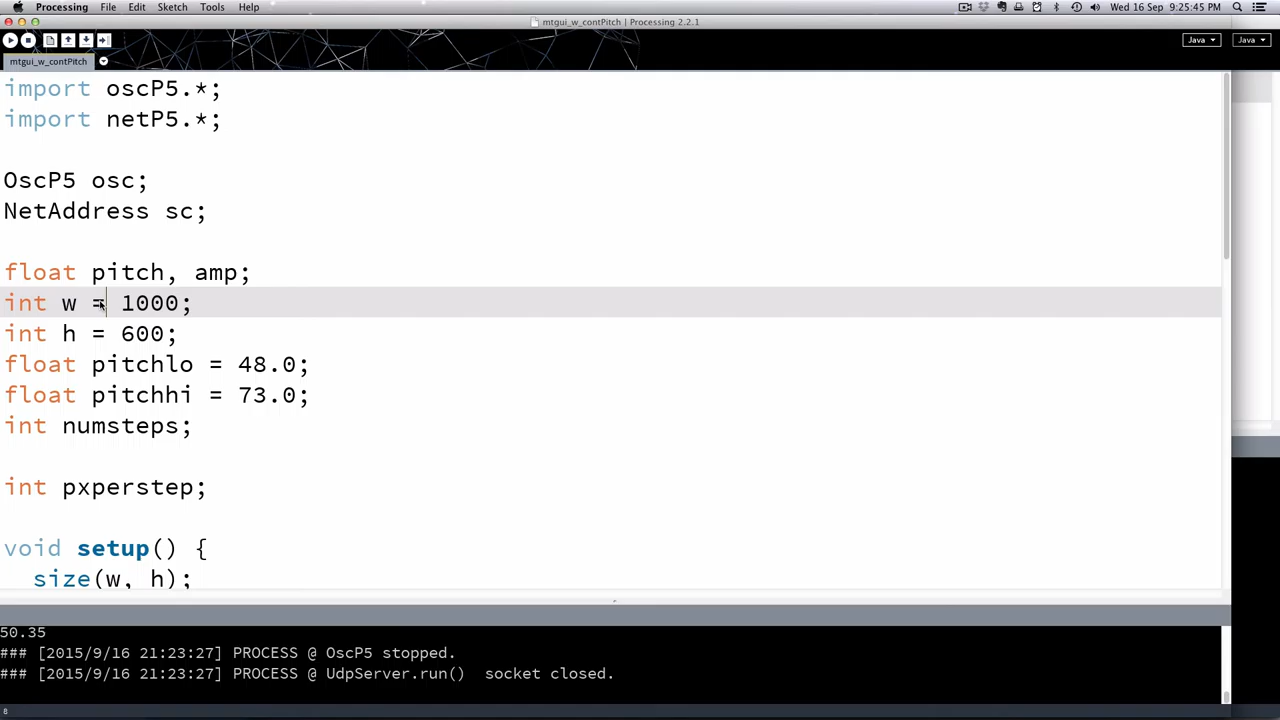 Processing File Edit Sketch Tools Help Wed 16 Sep 9:25:45 PM
mtgui_w_contPitch | Processing 2.2.1
Java Java
mtgui_w_contPitch
import oscP5.*;
import netP5.*;
OscP5 osc;
NetAddress sc;
float pitch, amp;
int w = 1000;
int h = 600;
float pitchlo = 48.0;
float pitchhi = 73.0;
int numsteps;
int pxperstep;
void setup() {
size(w, h);
50.35
### [2015/9/16 21:23:27] PROCESS @ OscP5 stopped.
### [2015/9/16 21:23:27] PROCESS @ UdpServer.run()  socket closed.
8